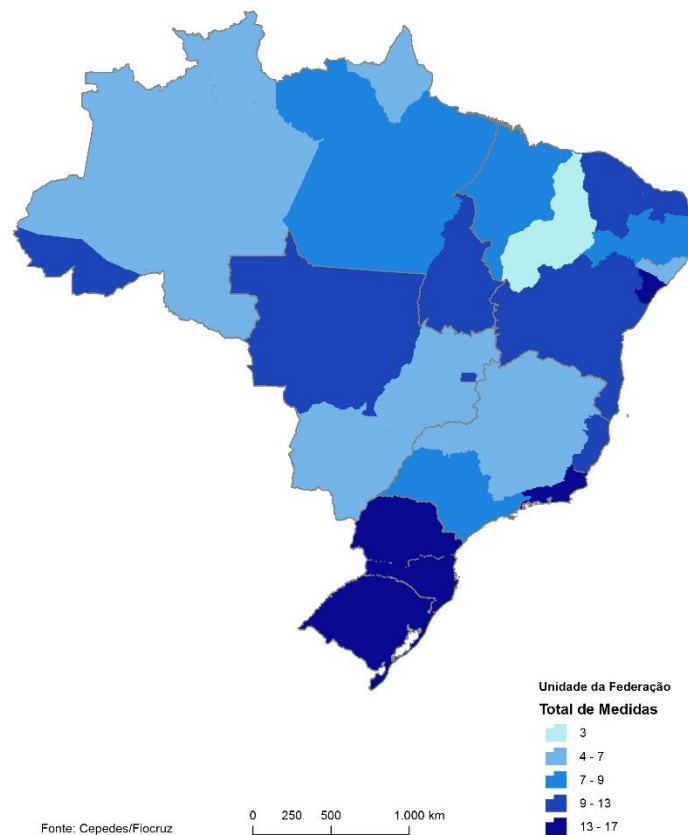 Unidade da Federação
Total de Medidas
3
4 - 7
7 - 9
9 - 13
13 - 17
Fonte: Cepedes/Fiocruz
0 250 500 1.000 km